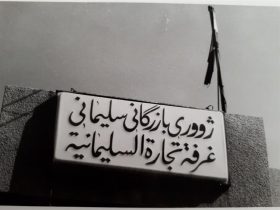 ژووری بازرگانی سلیمانی
غرفة تجارة السليمانية